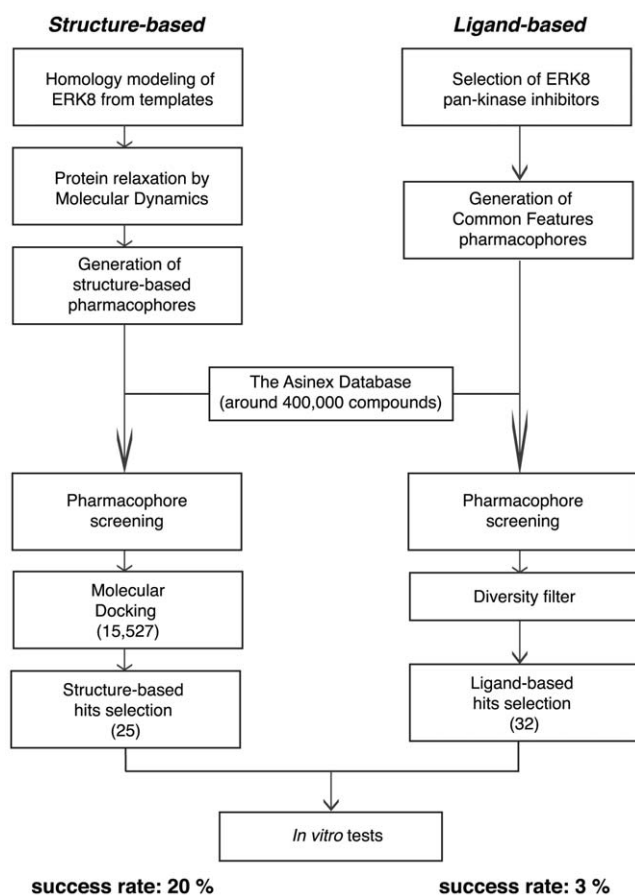 Structure-based
Homology modeling of
ERK8 from templates
Protein relaxation by
Molecular Dynamics
Generation of
structure-based
pharmacophores
Ligand-based
Selection of ERK8
pan-kinase inhibitors
Generation of
Common Features
pharmacophores
The Asinex Database
(around 400,000 compounds)
Pharmacophore
screening
Molecular
Docking
(15,527)
Structure-based
hits selection
(25)
Pharmacophore
screening
Diversity filter
Ligand-based
hits selection
(32)
In vitro tests
success rate: 20 %
success rate: 3 %